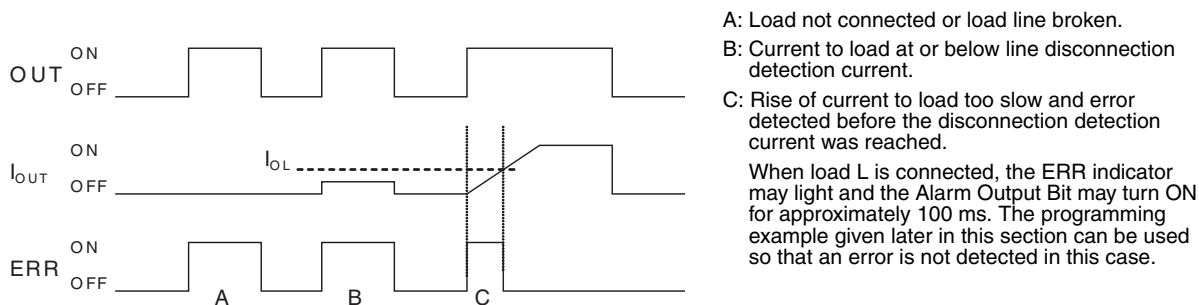 ON
OUT
OFF
ON
IOUT
OFF
IOL
ON
ERR
OFF
A
B
C
A: Load not connected or load line broken.
B: Current to load at or below line disconnection
detection current.
C: Rise of current to load too slow and error
detected before the disconnection detection
current was reached.
When load L is connected, the ERR indicator
may light and the Alarm Output Bit may turn ON
for approximately 100 ms. The programming
example given later in this section can be used
so that an error is not detected in this case.